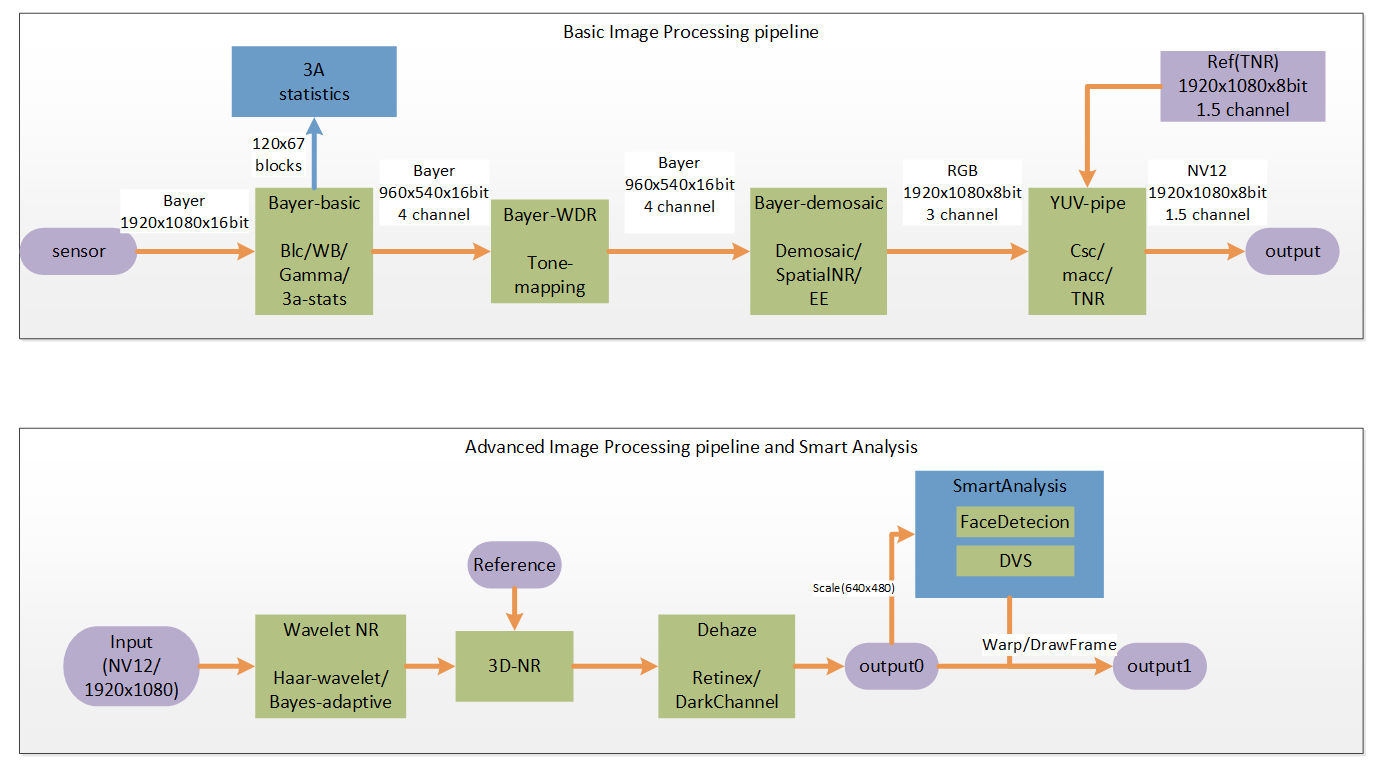 Basic Image Processing pipeline
3A
statistics
Ref(TNR)
1920x1080x8bit
1.5 channel
120x67
blocks
Bayer
1920x1080x16bit
Bayer
960x540x16bit
4 channel
Bayer
960x540x16bit
4 channel
RGB
1920x1080x8bit
3 channel
NV12
1920x1080x8bit
1.5 channel
sensor
Bayer-basic
Blc/WB/
Gamma/
3a-stats
Bayer-WDR
Tone-
mapping
Bayer-demosaic
Demosaic/
SpatialNR/
EE
YUV-pipe
Csc/
macc/
TNR
output
Advanced Image Processing pipeline and Smart Analysis
SmartAnalysis
FaceDetecion
DVS
Reference
Scale(640x480)
Input
(NV12/
1920x1080)
Wavelet NR
Haar-wavelet/
Bayes-adaptive
3D-NR
Dehaze
Retinex/
DarkChannel
output0
Warp/DrawFrame
output1